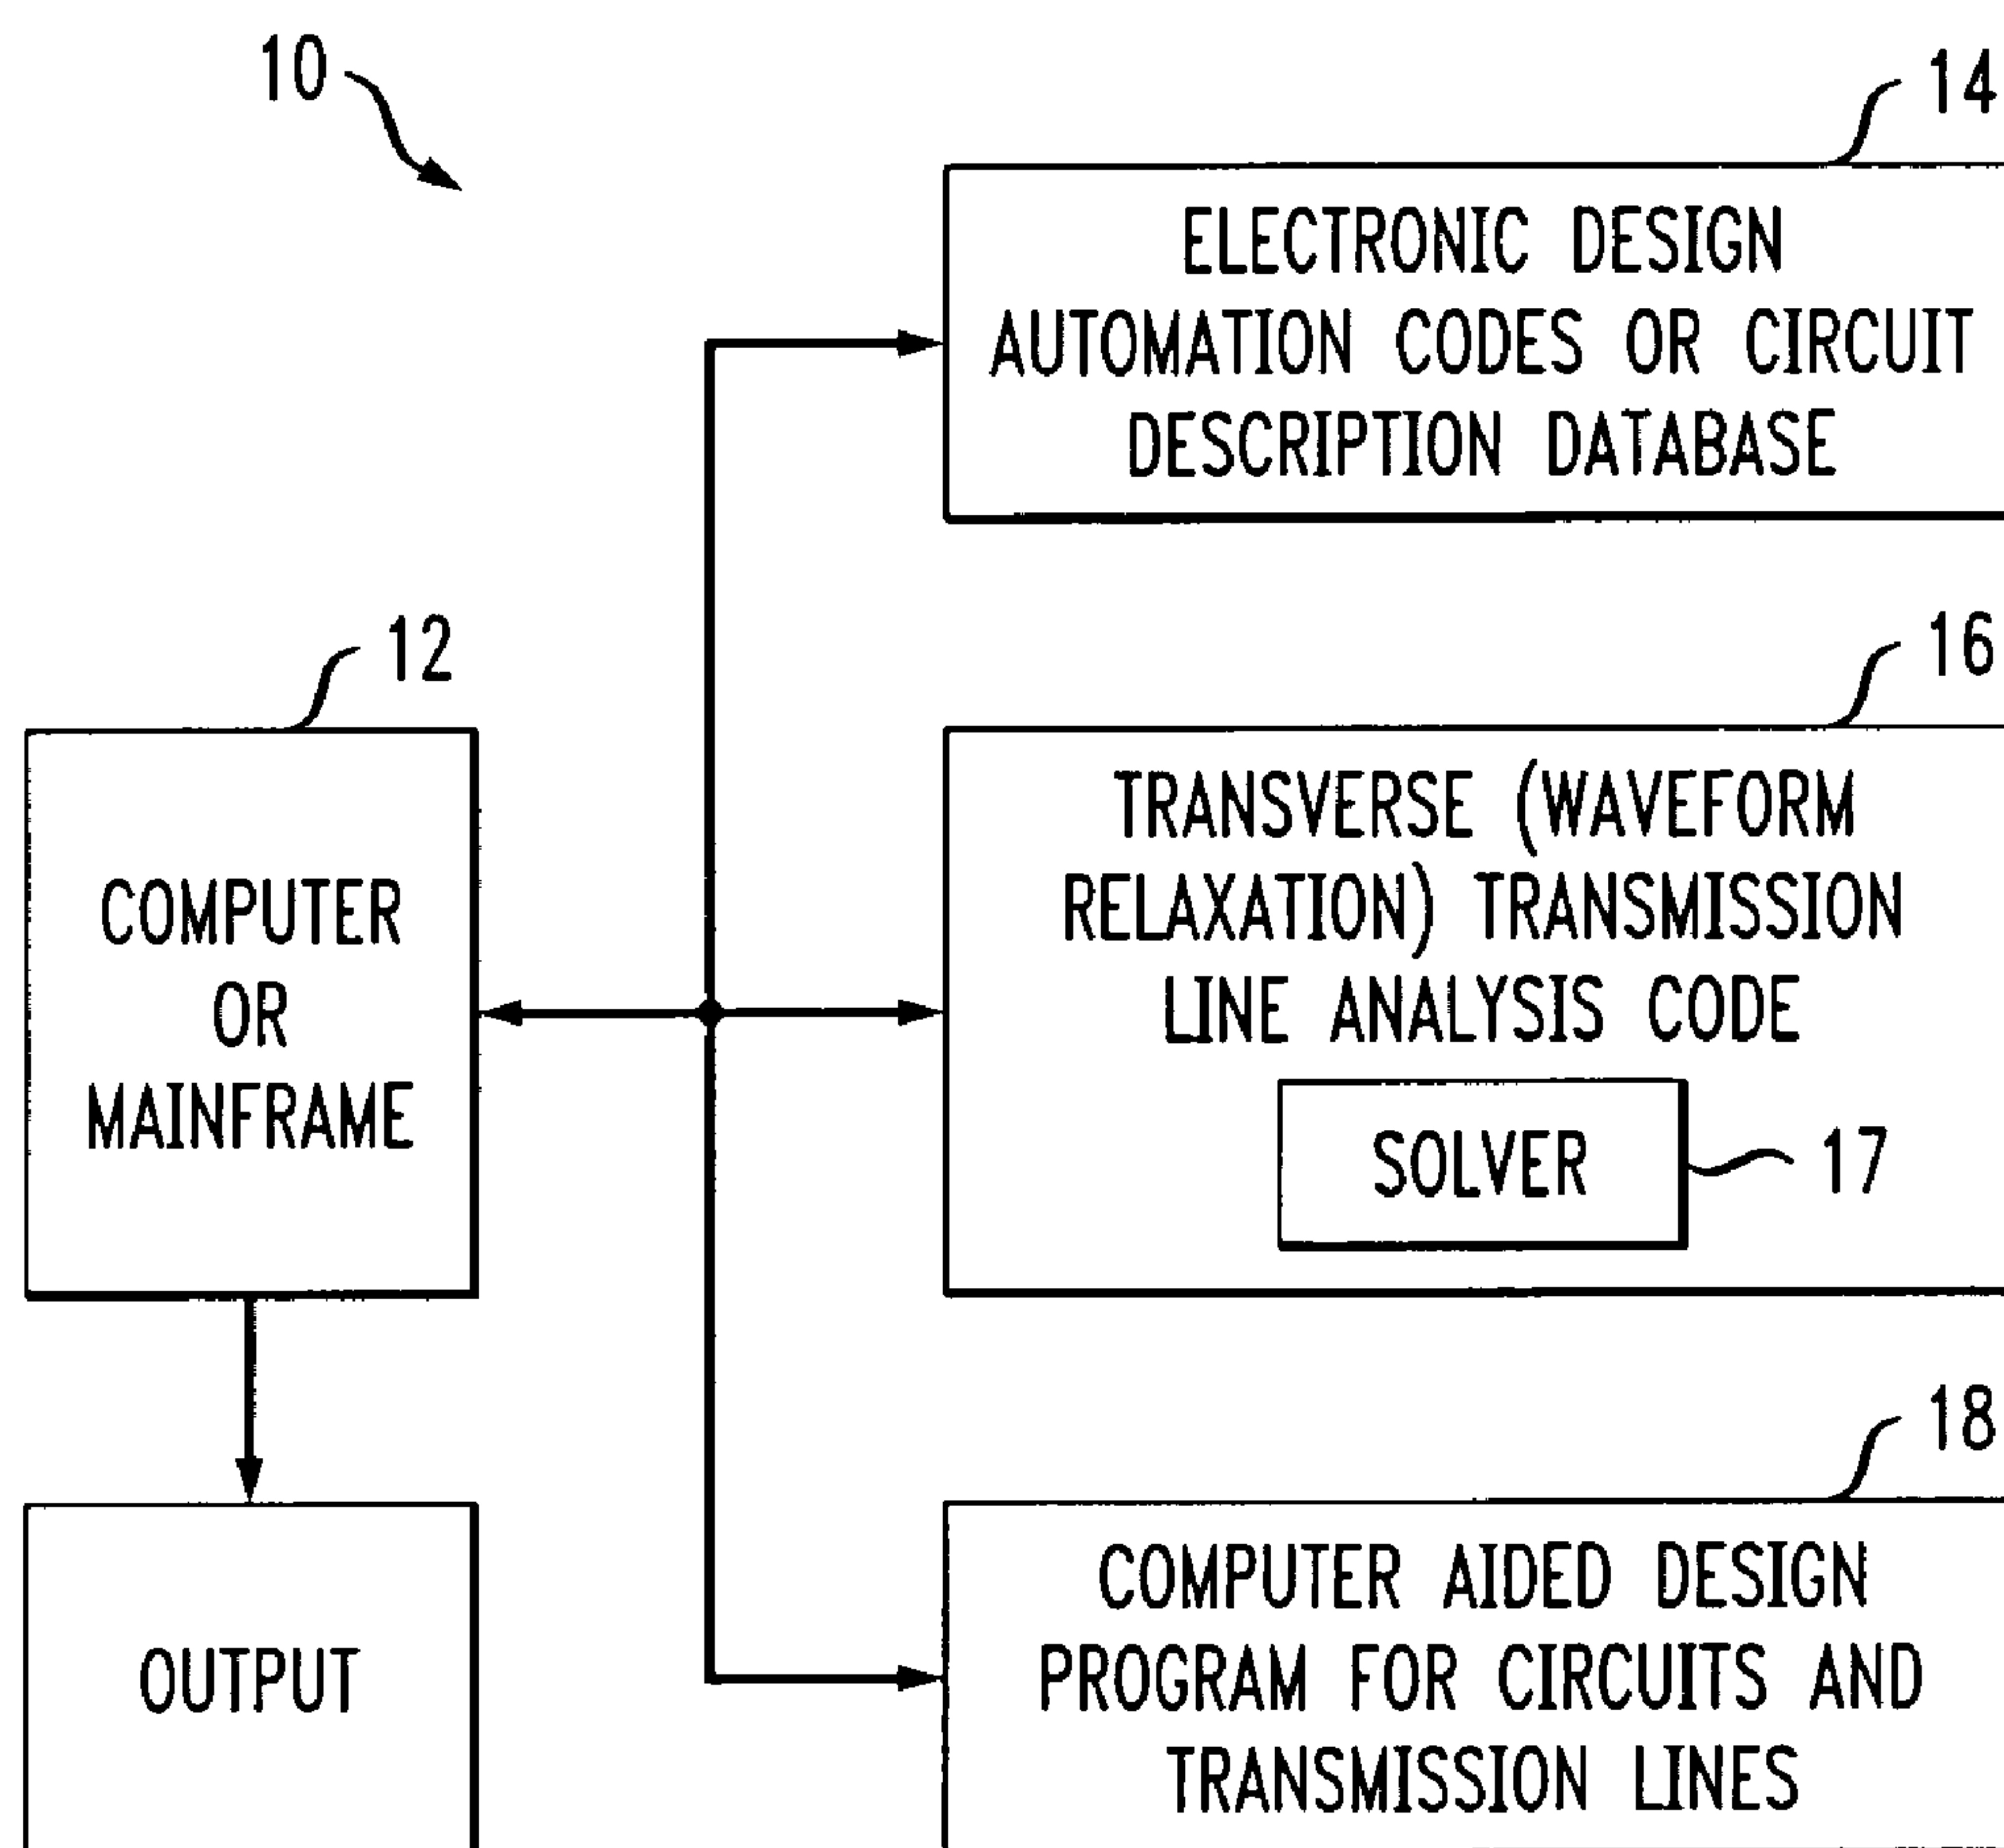 10
14
ELECTRONIC DESIGN
AUTOMATION CODES OR CIRCUIT
DESCRIPTION DATABASE
12
COMPUTER
OR
MAINFRAME
16
TRANSVERSE (WAVEFORM
RELAXATION) TRANSMISSION
LINE ANALYSIS CODE
SOLVER
17
OUTPUT
18
COMPUTER AIDED DESIGN
PROGRAM FOR CIRCUITS AND
TRANSMISSION LINES